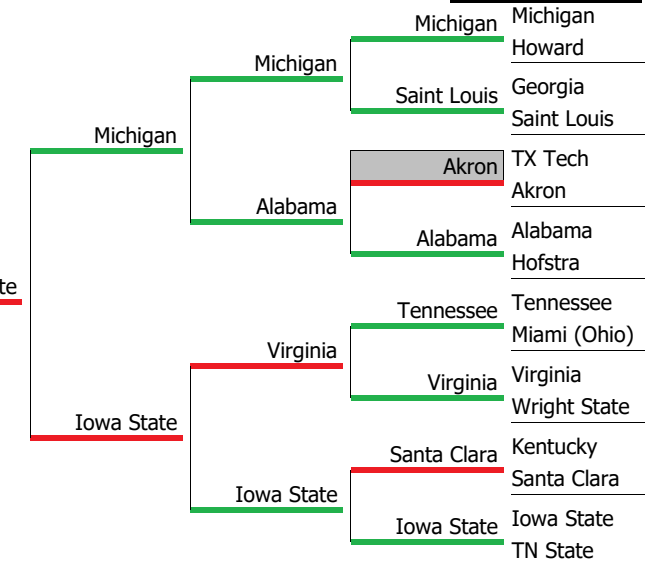 Michigan
Howard
Georgia
Saint Louis
TX Tech
Akron
Alabama
Hofstra
Tennessee
Miami (Ohio)
Virginia
Wright State
Kentucky
Santa Clara
Iowa State
TN State
Michigan
Saint Louis
Akron
Alabama
Tennessee
Virginia
Santa Clara
Iowa State
Michigan
Alabama
Virginia
Iowa State
Michigan
Iowa State
te